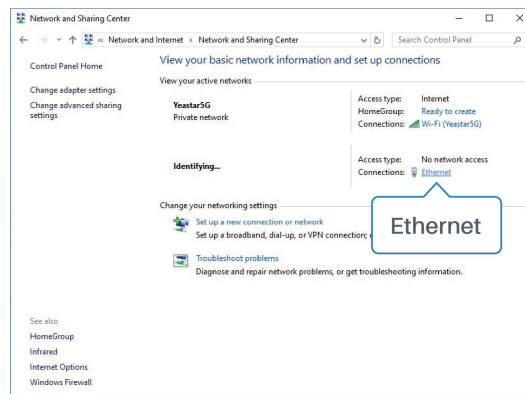 Network and Sharing Center
« Network and Internet › Network and Sharing Center
Search Control Panel
Control Panel Home
Change adapter settings
Change advanced sharing
settings
View your basic network information and set up connections
View your active networks
Yeastar5G
Private network
Access type: Internet
HomeGroup: Ready to create
Connections: Wi-Fi (Yeastar5G)
Identifying...
Access type: No network access
Connections: Ethernet
Ethernet
Change your networking settings
Set up a new connection or network
Set up a broadband, dial-up, or VPN connection;
Troubleshoot problems
Diagnose and repair network problems, or get troubleshooting information.
See also
HomeGroup
Infrared
Internet Options
Windows Firewall